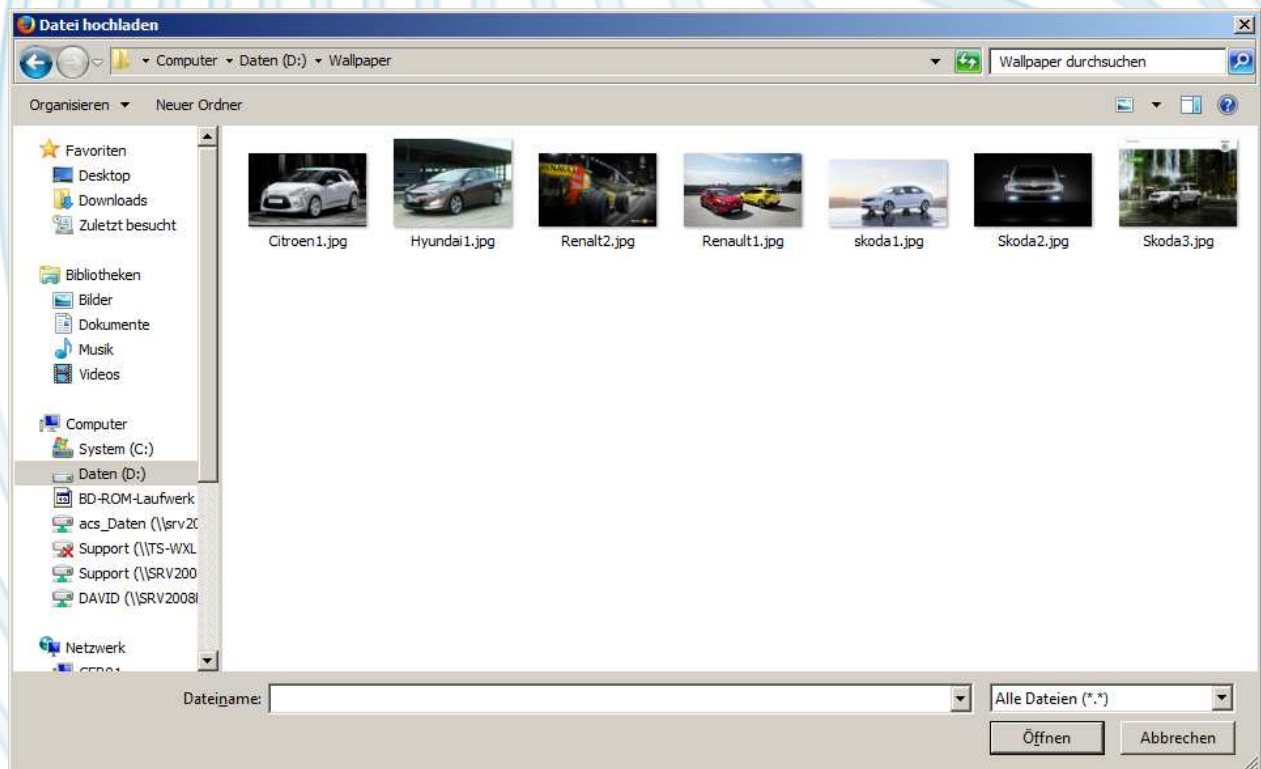 Datei hochladen
Computer Daten (D:) Wallpaper
Wallpaper durchsuchen
Organisieren
Neuer Ordner
Favoriten
Desktop
Downloads
Zuletzt besucht
Bibliotheken
Bilder
Dokumente
Musik
Videos
Computer
System (C:)
Daten (D:)
BD-ROM-Laufwerk
acs_Daten (\\srv20
Support (\\TS-WXL
Support (\\SRV200
DAVID (\\SRV2008
Netzwerk
Citroen1.jpg
Hyundai1.jpg
Renalt2.jpg
Renault1.jpg
skoda1.jpg
Skoda2.jpg
Skoda3.jpg
Dateiname:
Alle Dateien (*.*)
Öffnen
Abbrechen